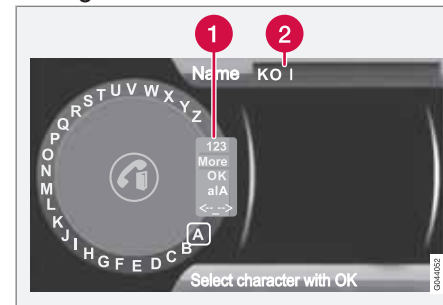 1
2
Name KO I
Z Y X W V U T S R Q P O N M L K J I H G F E D C B A
123
More
OK
a|A
<-- -->
Select character with OK
G044052